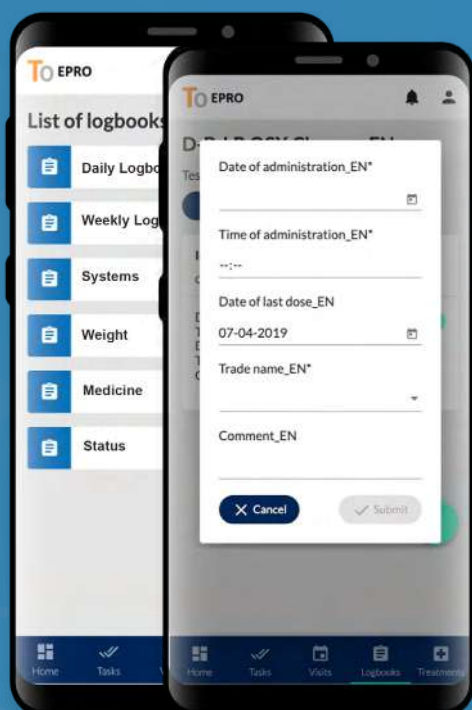 TO EPRO
List of logbooks
Daily Logbo
Weekly Log
Systems
Weight
Medicine
Status
Home
Tasks
TO EPRO
Date of administration_EN*
Time of administration_EN*
--:--
Date of last dose_EN
07-04-2019
Trade name_EN*
Comment_EN
Cancel
Submit
Home
Tasks
Visits
Logbooks
Treatments